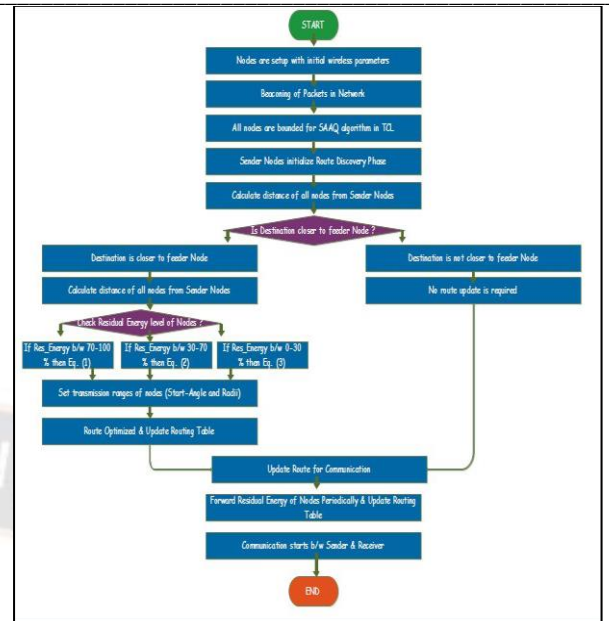 START
Nodes are setup with initial wireless parameters
Beaconing of Packets in Network
All nodes are bounded for SAAQ algorithm in TCL
Sender Nodes initialize Route Discovery Phase
Calculate distance of all nodes from Sender Nodes
Is Destination closer to feeder Node ?
Destination is closer to feeder Node
Destination is not closer to feeder Node
Calculate distance of all nodes from Sender Nodes
No route update is required
Check Residual Energy level of Nodes ?
If Res_Energy b/w 70-100
% then Eq. (1)
If Res_Energy b/w 30-70
% then Eq. (2)
If Res_Energy b/w 0-30
% then Eq. (3)
Set transmission ranges of nodes (Start-Angle and Radii)
Route Optimized & Update Routing Table
Update Route for Communication
Forward Residual Energy of Nodes Periodically & Update Routing
Table
Communication starts b/w Sender & Receiver
END